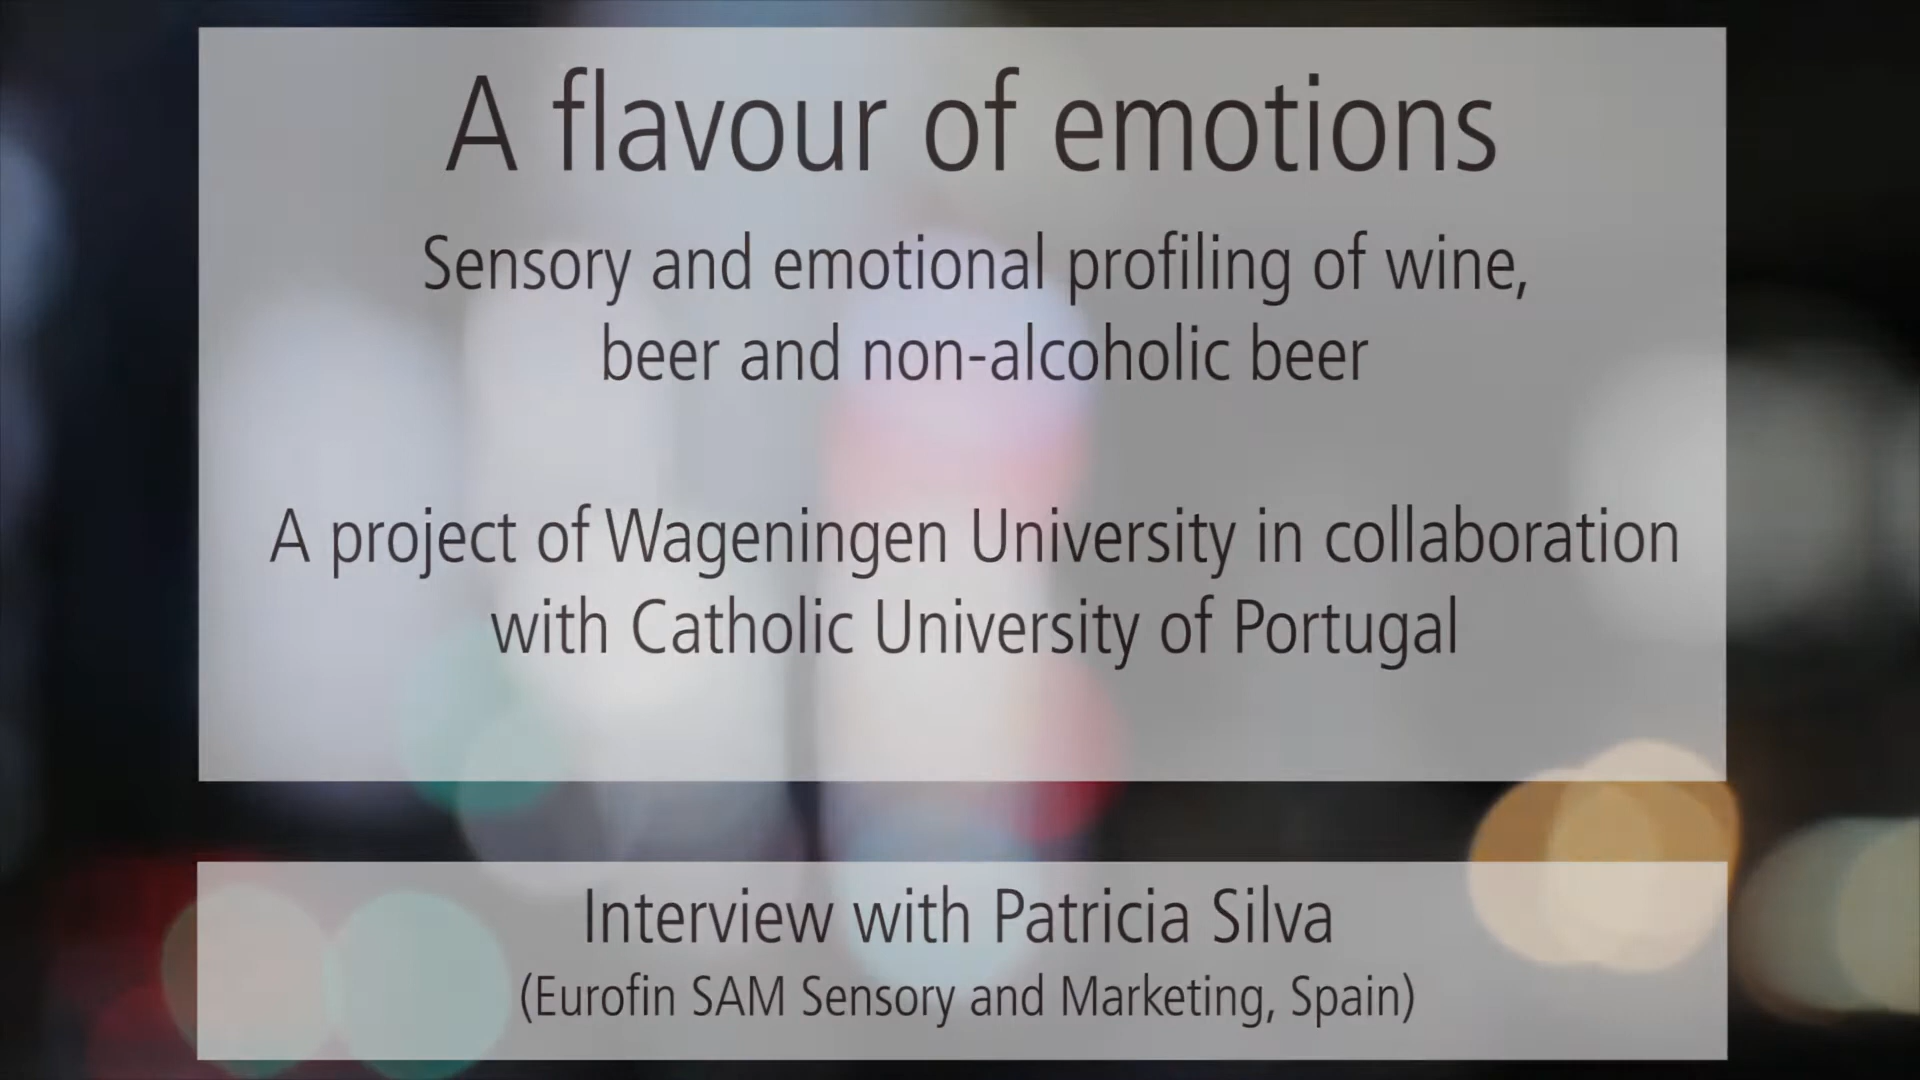 A flavour of emotions
Sensory and emotional profiling of wine,
beer and non-alcoholic beer
A project of Wageningen University in collaboration
with Catholic University of Portugal
Interview with Patricia Silva
(Eurofin SAM Sensory and Marketing, Spain)